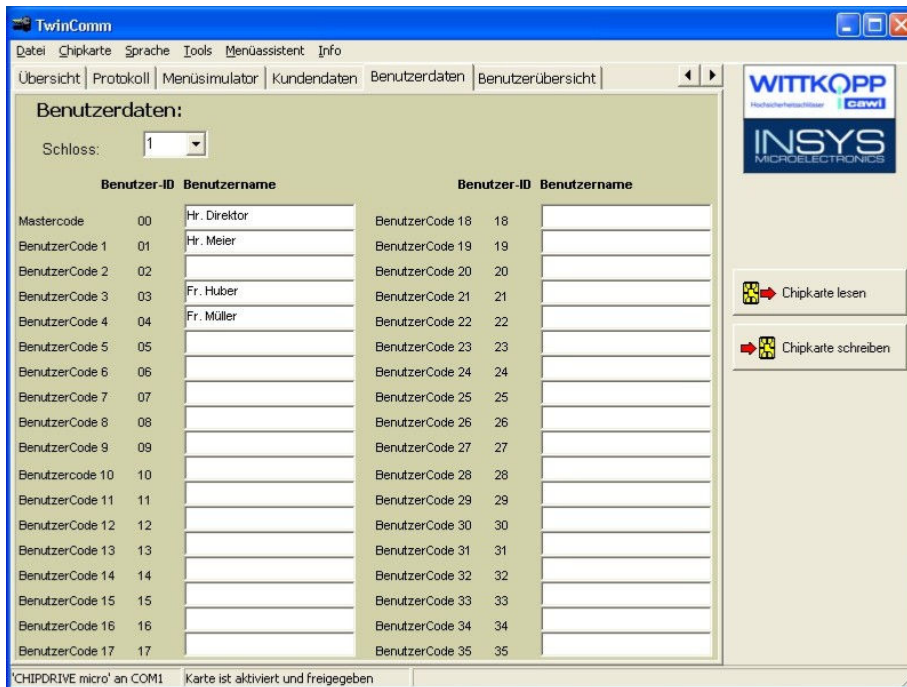 TwinComm
Datei Chipkarte Sprache Tools Menüassistent Info
Übersicht Protokoll Menüsimulator Kundendaten Benutzerdaten Benutzerübersicht
Benutzerdaten:
Schloss: 1
Benutzer-ID Benutzername Benutzer-ID Benutzername
Mastercode 00 Hr. Direktor BenutzerCode 18 18
BenutzerCode 1 01 Hr. Meier BenutzerCode 19 19
BenutzerCode 2 02 BenutzerCode 20 20
BenutzerCode 3 03 Fr. Huber BenutzerCode 21 21
BenutzerCode 4 04 Fr. Müller BenutzerCode 22 22
BenutzerCode 5 05 BenutzerCode 23 23
BenutzerCode 6 06 BenutzerCode 24 24
BenutzerCode 7 07 BenutzerCode 25 25
BenutzerCode 8 08 BenutzerCode 26 26
BenutzerCode 9 09 BenutzerCode 27 27
Benutzercode 10 10 BenutzerCode 28 28
BenutzerCode 11 11 BenutzerCode 29 29
BenutzerCode 12 12 BenutzerCode 30 30
BenutzerCode 13 13 BenutzerCode 31 31
BenutzerCode 14 14 BenutzerCode 32 32
BenutzerCode 15 15 BenutzerCode 33 33
BenutzerCode 16 16 BenutzerCode 34 34
BenutzerCode 17 17 BenutzerCode 35 35
WITTKOPP
Hochsicherheitsschlösser cawi
INSYS
MICROELECTRONICS
Chipkarte lesen
Chipkarte schreiben
'CHIPDRIVE micro' an COM1 Karte ist aktiviert und freigegeben